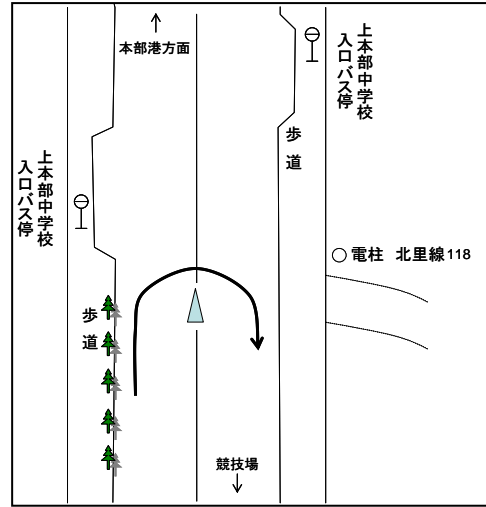 本部港方面
上本部中学校
入口バス停
歩道
上本部中学校
入口バス停
電柱 北里線118
歩道
競技場